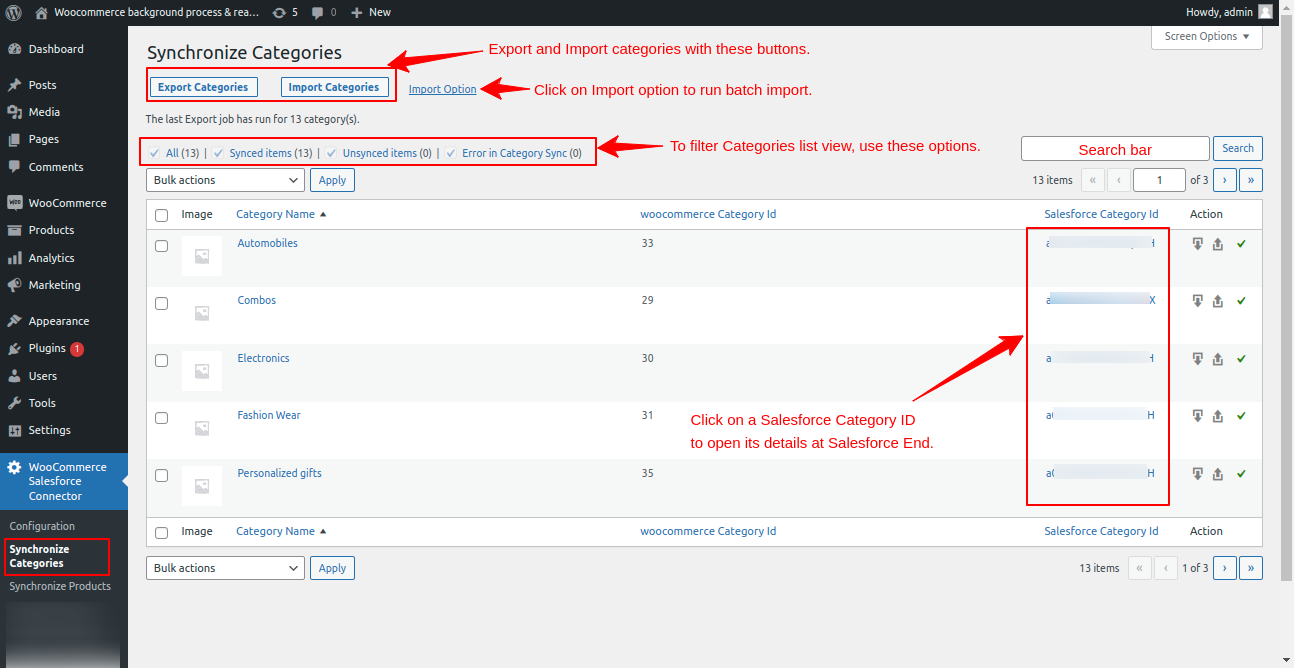 Woocommerce background process & rea... 5 0 New Howdy, admin
Screen Options
Dashboard
Posts
Media
Pages
Comments
WooCommerce
Products
Analytics
Marketing
Appearance
Plugins 1
Users
Tools
Settings
WooCommerce
Salesforce
Connector
Configuration
Synchronize
Categories
Synchronize Products
Synchronize Categories
Export and Import categories with these buttons.
Export Categories Import Categories Import Option Click on Import option to run batch import.
The last Export job has run for 13 category(s).
All (13) | Synced items (13) | Unsynced items (0) | Error in Category Sync (0) To filter Categories list view, use these options.
Search bar Search
Bulk actions Apply 13 items « ‹ 1 of 3 › »
Image Category Name woocommerce Category Id Salesforce Category Id Action
Automobiles 33
Combos 29
Electronics 30
Fashion Wear 31
Click on a Salesforce Category ID
to open its details at Salesforce End.
Personalized gifts 35
Image Category Name woocommerce Category Id Salesforce Category Id Action
Bulk actions Apply 13 items « ‹ 1 of 3 › »